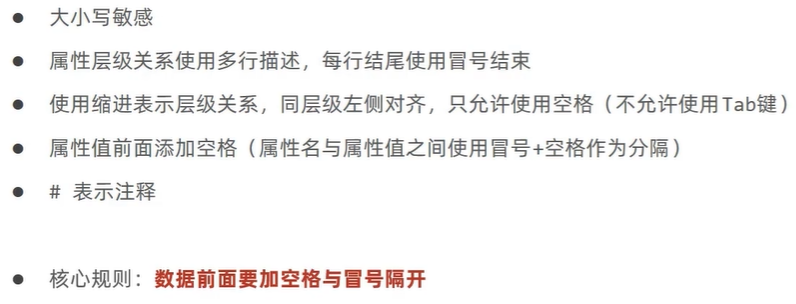 ● 大小写敏感
● 属性层级关系使用多行描述，每行结尾使用冒号结束
● 使用缩进表示层级关系，同层级左侧对齐，只允许使用空格（不允许使用Tab键）
● 属性值前面添加空格（属性名与属性值之间使用冒号+空格作为分隔）
● # 表示注释
● 核心规则：数据前面要加空格与冒号隔开